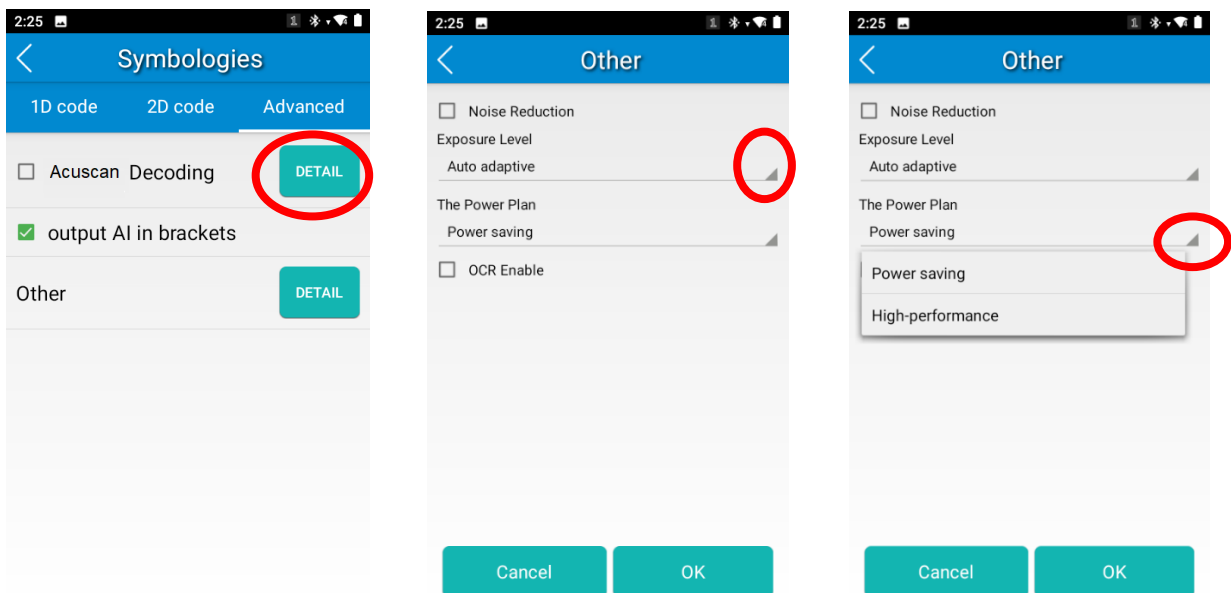 2:25
Symbologies
1D code 2D code Advanced
Acuscan Decoding DETAIL
output AI in brackets
Other DETAIL
2:25
Other
Noise Reduction
Exposure Level
Auto adaptive
The Power Plan
Power saving
OCR Enable
Cancel OK
2:25
Other
Noise Reduction
Exposure Level
Auto adaptive
The Power Plan
Power saving
Power saving
High-performance
Cancel OK